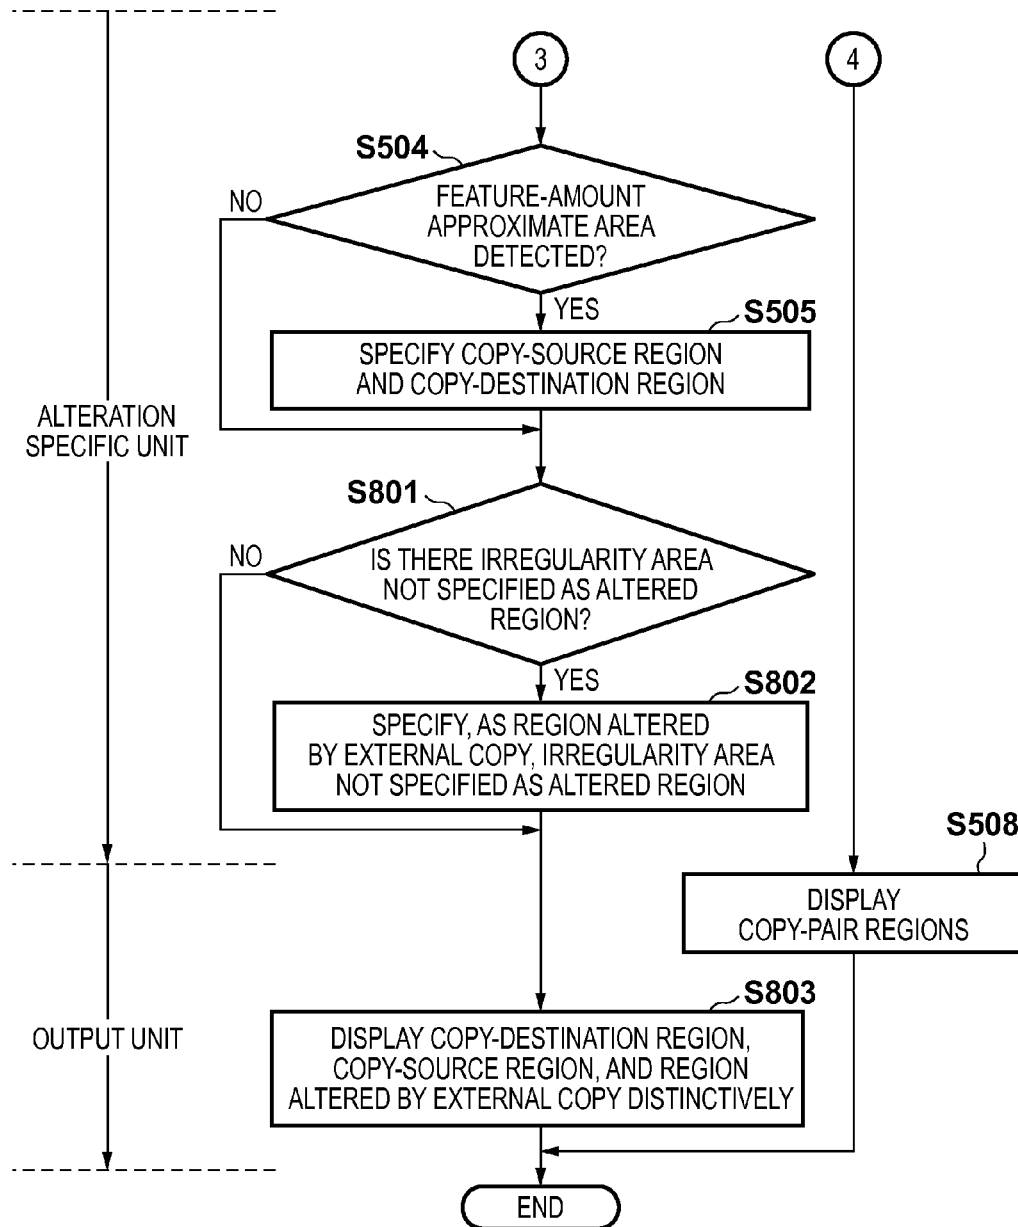 3
4
S504
NO
FEATURE-AMOUNT
APPROXIMATE AREA
DETECTED?
YES
S505
SPECIFY COPY-SOURCE REGION
AND COPY-DESTINATION REGION
ALTERATION
SPECIFIC UNIT
S801
NO
IS THERE IRREGULARITY AREA
NOT SPECIFIED AS ALTERED
REGION?
YES
S802
SPECIFY, AS REGION ALTERED
BY EXTERNAL COPY, IRREGULARITY AREA
NOT SPECIFIED AS ALTERED REGION
S508
DISPLAY
COPY-PAIR REGIONS
S803
OUTPUT UNIT
DISPLAY COPY-DESTINATION REGION,
COPY-SOURCE REGION, AND REGION
ALTERED BY EXTERNAL COPY DISTINCTIVELY
END